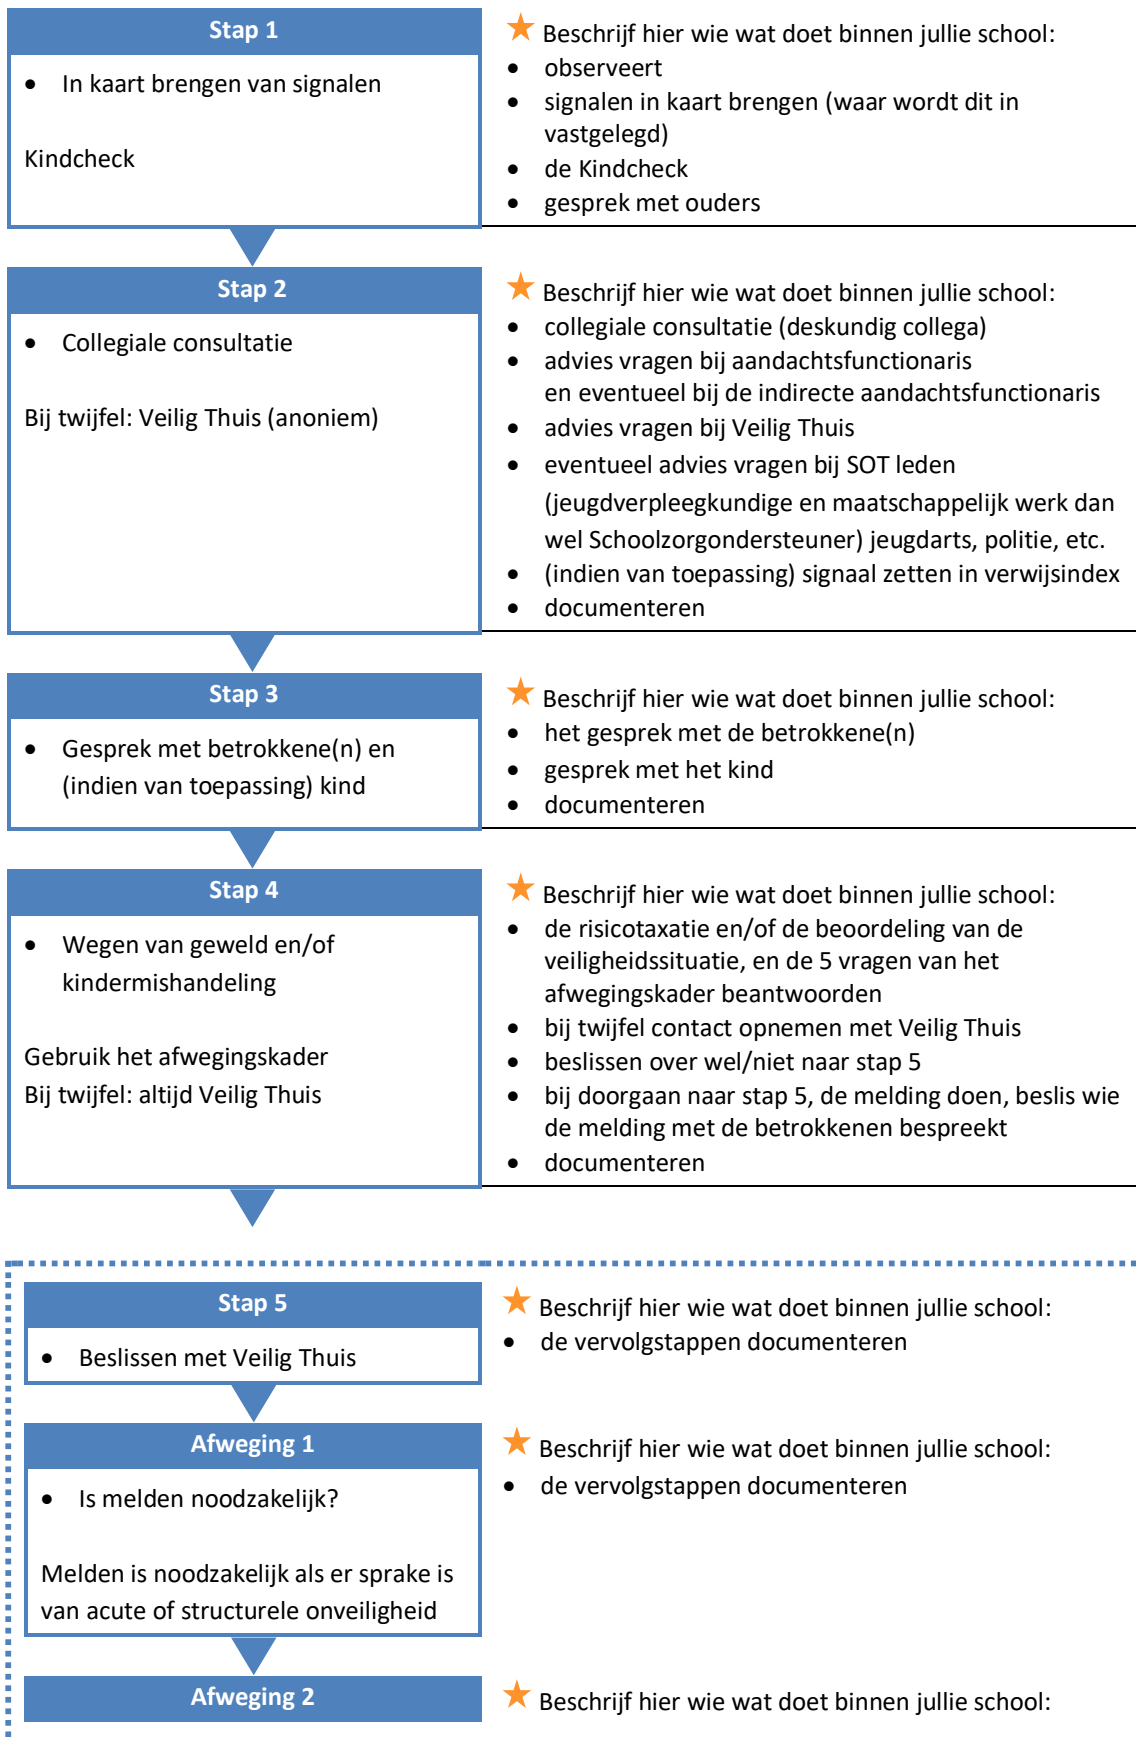 Stap 1
• In kaart brengen van signalen
Kindcheck
Beschrijf hier wie wat doet binnen jullie school:
• observeert
• signalen in kaart brengen (waar wordt dit in
vastgelegd)
• de Kindcheck
• gesprek met ouders
Stap 2
• Collegiale consultatie
Bij twijfel: Veilig Thuis (anoniem)
Beschrijf hier wie wat doet binnen jullie school:
• collegiale consultatie (deskundig collega)
• advies vragen bij aandachtsfunctionaris
en eventueel bij de indirecte aandachtsfunctionaris
• advies vragen bij Veilig Thuis
• eventueel advies vragen bij SOT leden
(jeugdverpleegkundige en maatschappelijk werk dan
wel Schoolzorgondersteuner) jeugdarts, politie, etc.
• (indien van toepassing) signaal zetten in verwijsindex
• documenteren
Stap 3
• Gesprek met betrokkene(n) en
(indien van toepassing) kind
Beschrijf hier wie wat doet binnen jullie school:
• het gesprek met de betrokkene(n)
• gesprek met het kind
• documenteren
Stap 4
• Wegen van geweld en/of
kindermishandeling
Gebruik het afwegingskader
Bij twijfel: altijd Veilig Thuis
Beschrijf hier wie wat doet binnen jullie school:
• de risicotaxatie en/of de beoordeling van de
veiligheidssituatie, en de 5 vragen van het
afwegingskader beantwoorden
• bij twijfel contact opnemen met Veilig Thuis
• beslissen over wel/niet naar stap 5
• bij doorgaan naar stap 5, de melding doen, beslis wie
de melding met de betrokkenen bespreekt
• documenteren
Stap 5
• Beslissen met Veilig Thuis
Beschrijf hier wie wat doet binnen jullie school:
• de vervolgstappen documenteren
Afweging 1
• Is melden noodzakelijk?
Melden is noodzakelijk als er sprake is
van acute of structurele onveiligheid
Beschrijf hier wie wat doet binnen jullie school:
• de vervolgstappen documenteren
Afweging 2
Beschrijf hier wie wat doet binnen jullie school: